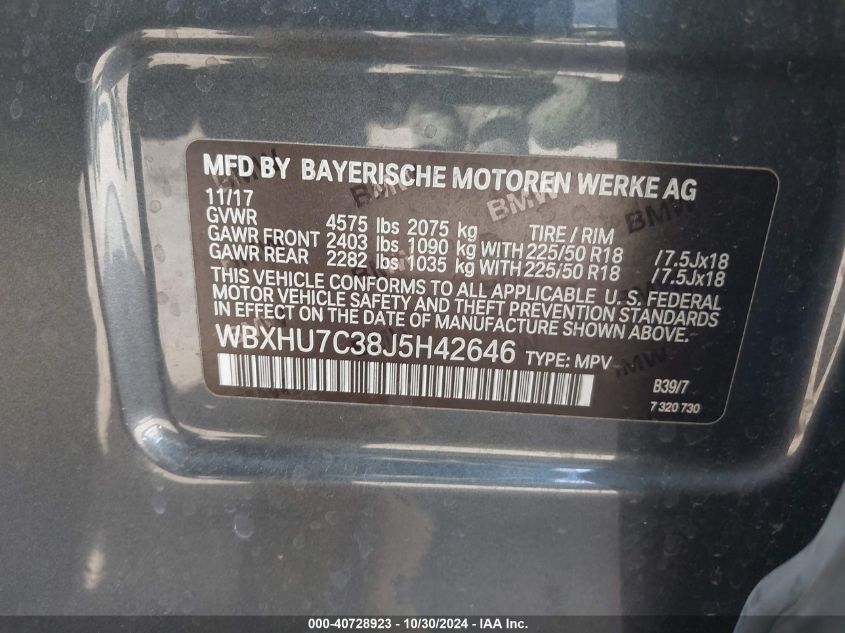 MFD BY BAYERISCHE MOTOREN WERKE AG
11/17
GVWR 4575 lbs 2075 kg TIRE / RIM
GAWR FRONT 2403 lbs 1090 kg WITH 225/50 R18 /7.5Jx18
GAWR REAR 2282 lbs 1035 kg WITH 225/50 R18 /7.5Jx18
THIS VEHICLE CONFORMS TO ALL APPLICABLE U. S. FEDERAL
MOTOR VEHICLE SAFETY AND THEFT PREVENTION STANDARDS
IN EFFECT ON THE DATE OF MANUFACTURE SHOWN ABOVE.
WBXHU7C38J5H42646 TYPE: MPV
B39/7
7 320 730
000-40728923 - 10/30/2024 - IAA Inc.